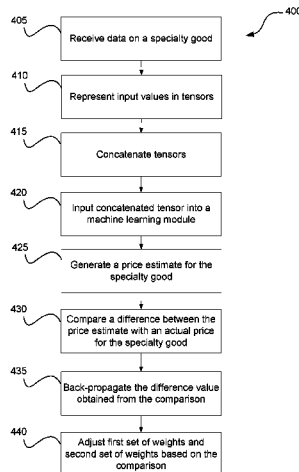 400
405
Receive data on a specialty good
410
Represent input values in tensors
415
Concatenate tensors
420
Input concatenated tensor into a
machine learning module
425
Generate a price estimate for the
specialty good
430
Compare a difference between the
price estimate with an actual price
for the specialty good
435
Back-propagate the difference value
obtained from the comparison
440
Adjust first set of weights and
second set of weights based on the
comparison